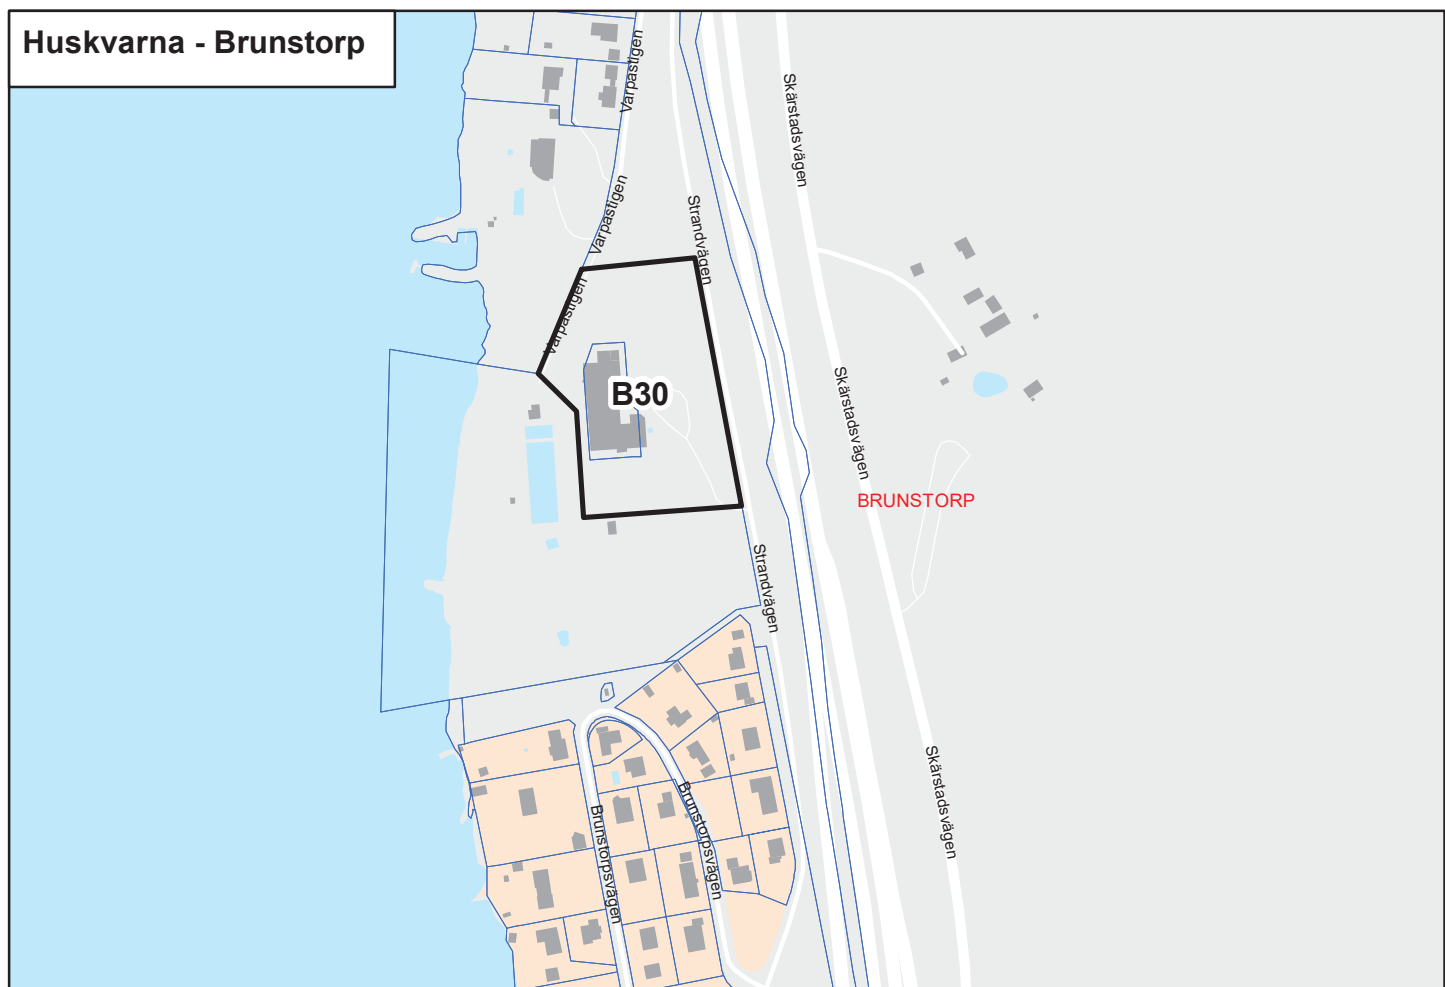 Huskvarna - Brunstorp
Varpastigen
Skärstadsvägen
Varpastigen
Strandvägen
Varpastigen
B30
Skärstadsvägen
BRUNSTORP
Strandvägen
Skärstadsvägen
Brunstorpsvägen
Brunstorpsvägen